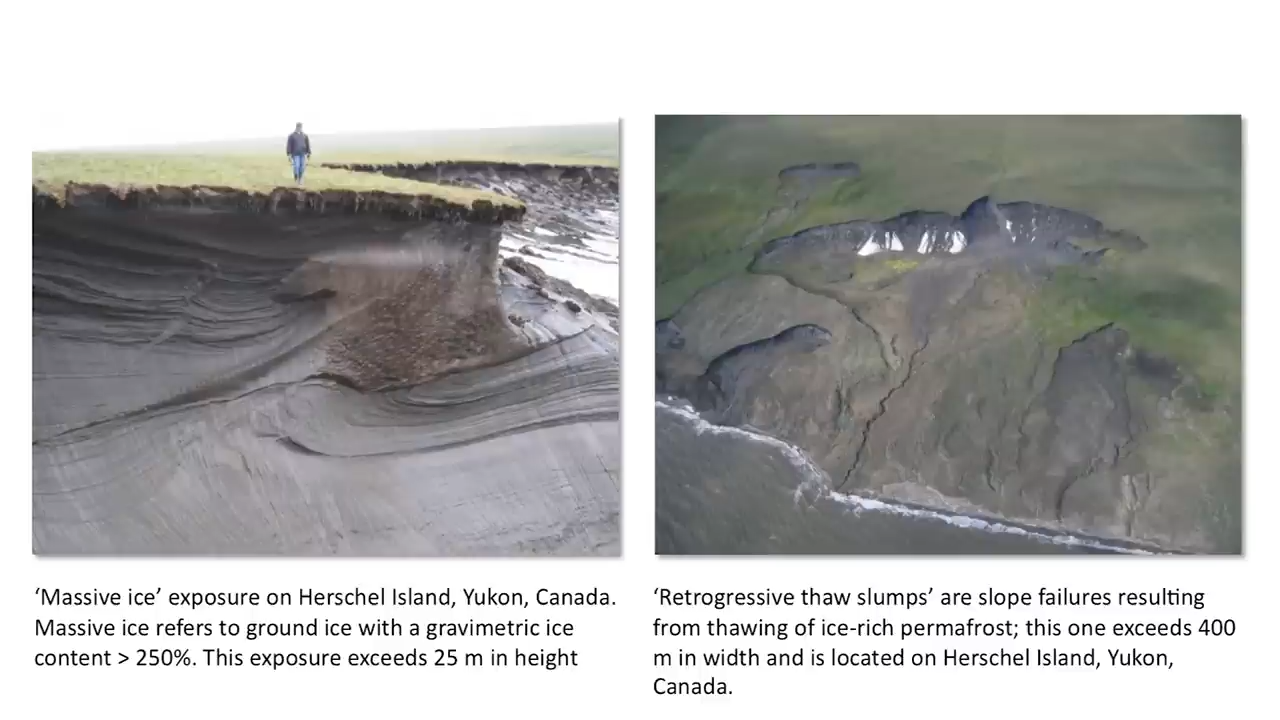 ‘Massive ice’ exposure on Herschel Island, Yukon, Canada.
Massive ice refers to ground ice with a gravimetric ice
content > 250%. This exposure exceeds 25 m in height
‘Retrogressive thaw slumps’ are slope failures resulting
from thawing of ice-rich permafrost; this one exceeds 400
m in width and is located on Herschel Island, Yukon,
Canada.